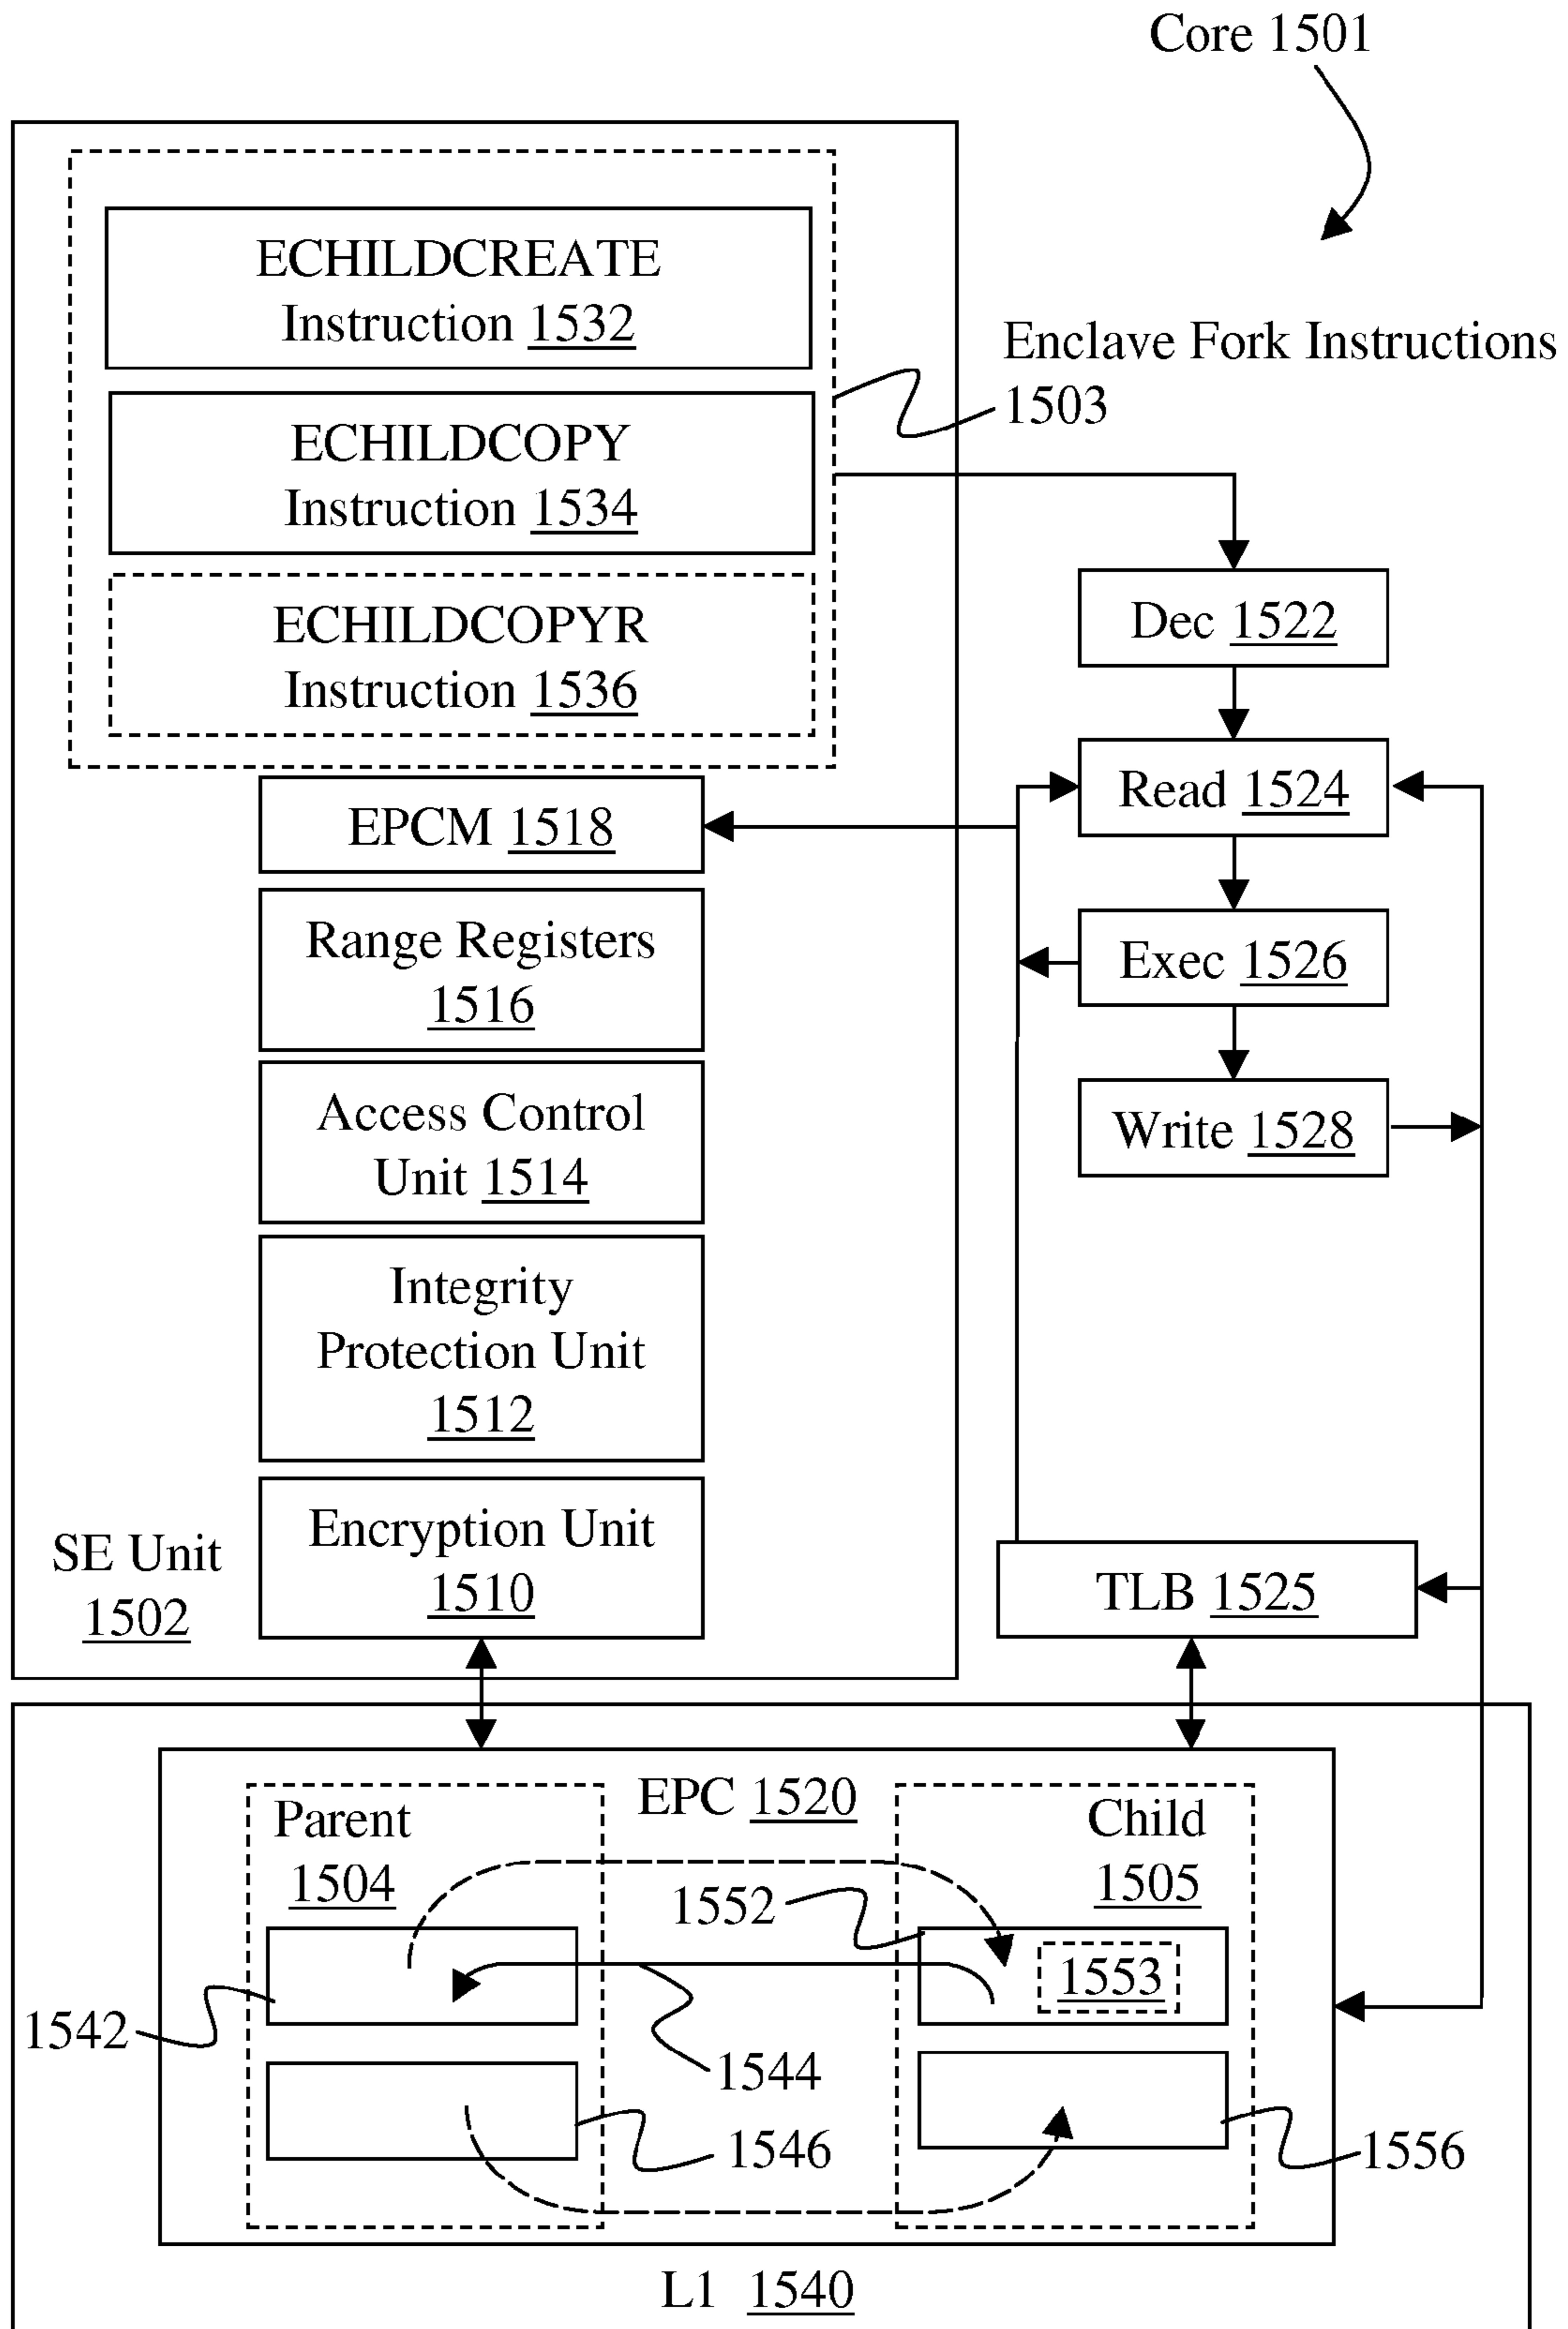 Core 1501
ECHILDCREATE
Instruction 1532
Enclave Fork Instructions
1503
ECHILDCOPY
Instruction 1534
ECHILDCOPYR
Instruction 1536
Dec 1522
Read 1524
EPCM 1518
Range Registers
1516
Exec 1526
Access Control
Unit 1514
Write 1528
Integrity
Protection Unit
1512
Encryption Unit
1510
SE Unit
1502
TLB 1525
EPC 1520
Parent
1504
Child
1505
1552
1553
1542
1544
1546
1556
L1 1540